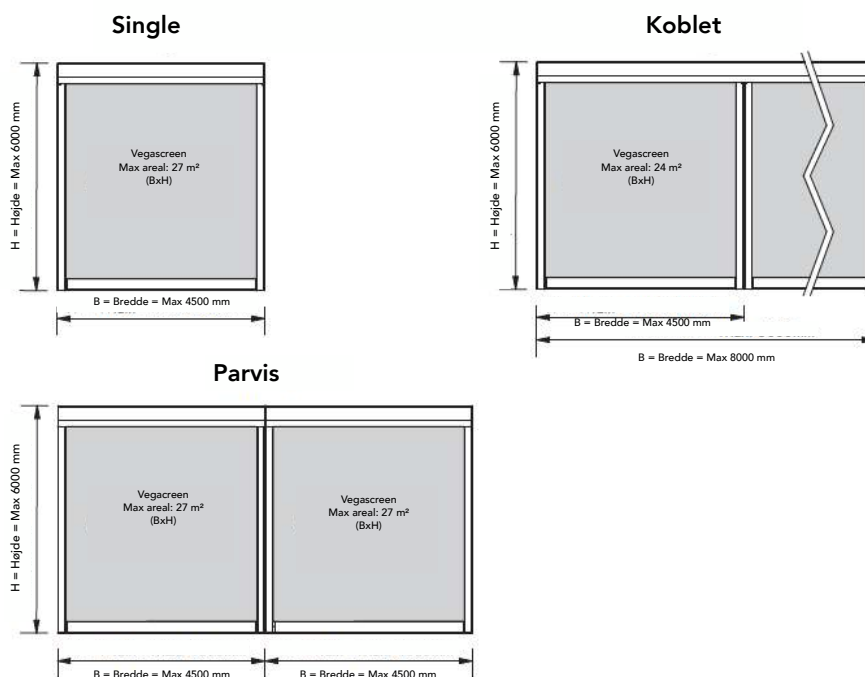 Single
H = Højde = Max 6000 mm
Vegascreen
Max areal: 27 m²
(BxH)
B = Bredde = Max 4500 mm
Koblet
H = Højde = Max 6000 mm
Vegascreen
Max areal: 24 m²
(BxH)
B = Bredde = Max 4500 mm
B = Bredde = Max 8000 mm
Parvis
H = Højde = Max 6000 mm
Vegacreen
Max areal: 27 m²
(BxH)
Vegascreen
Max areal: 27 m²
(BxH)
B = Bredde = Max 4500 mm
B = Bredde = Max 4500 mm